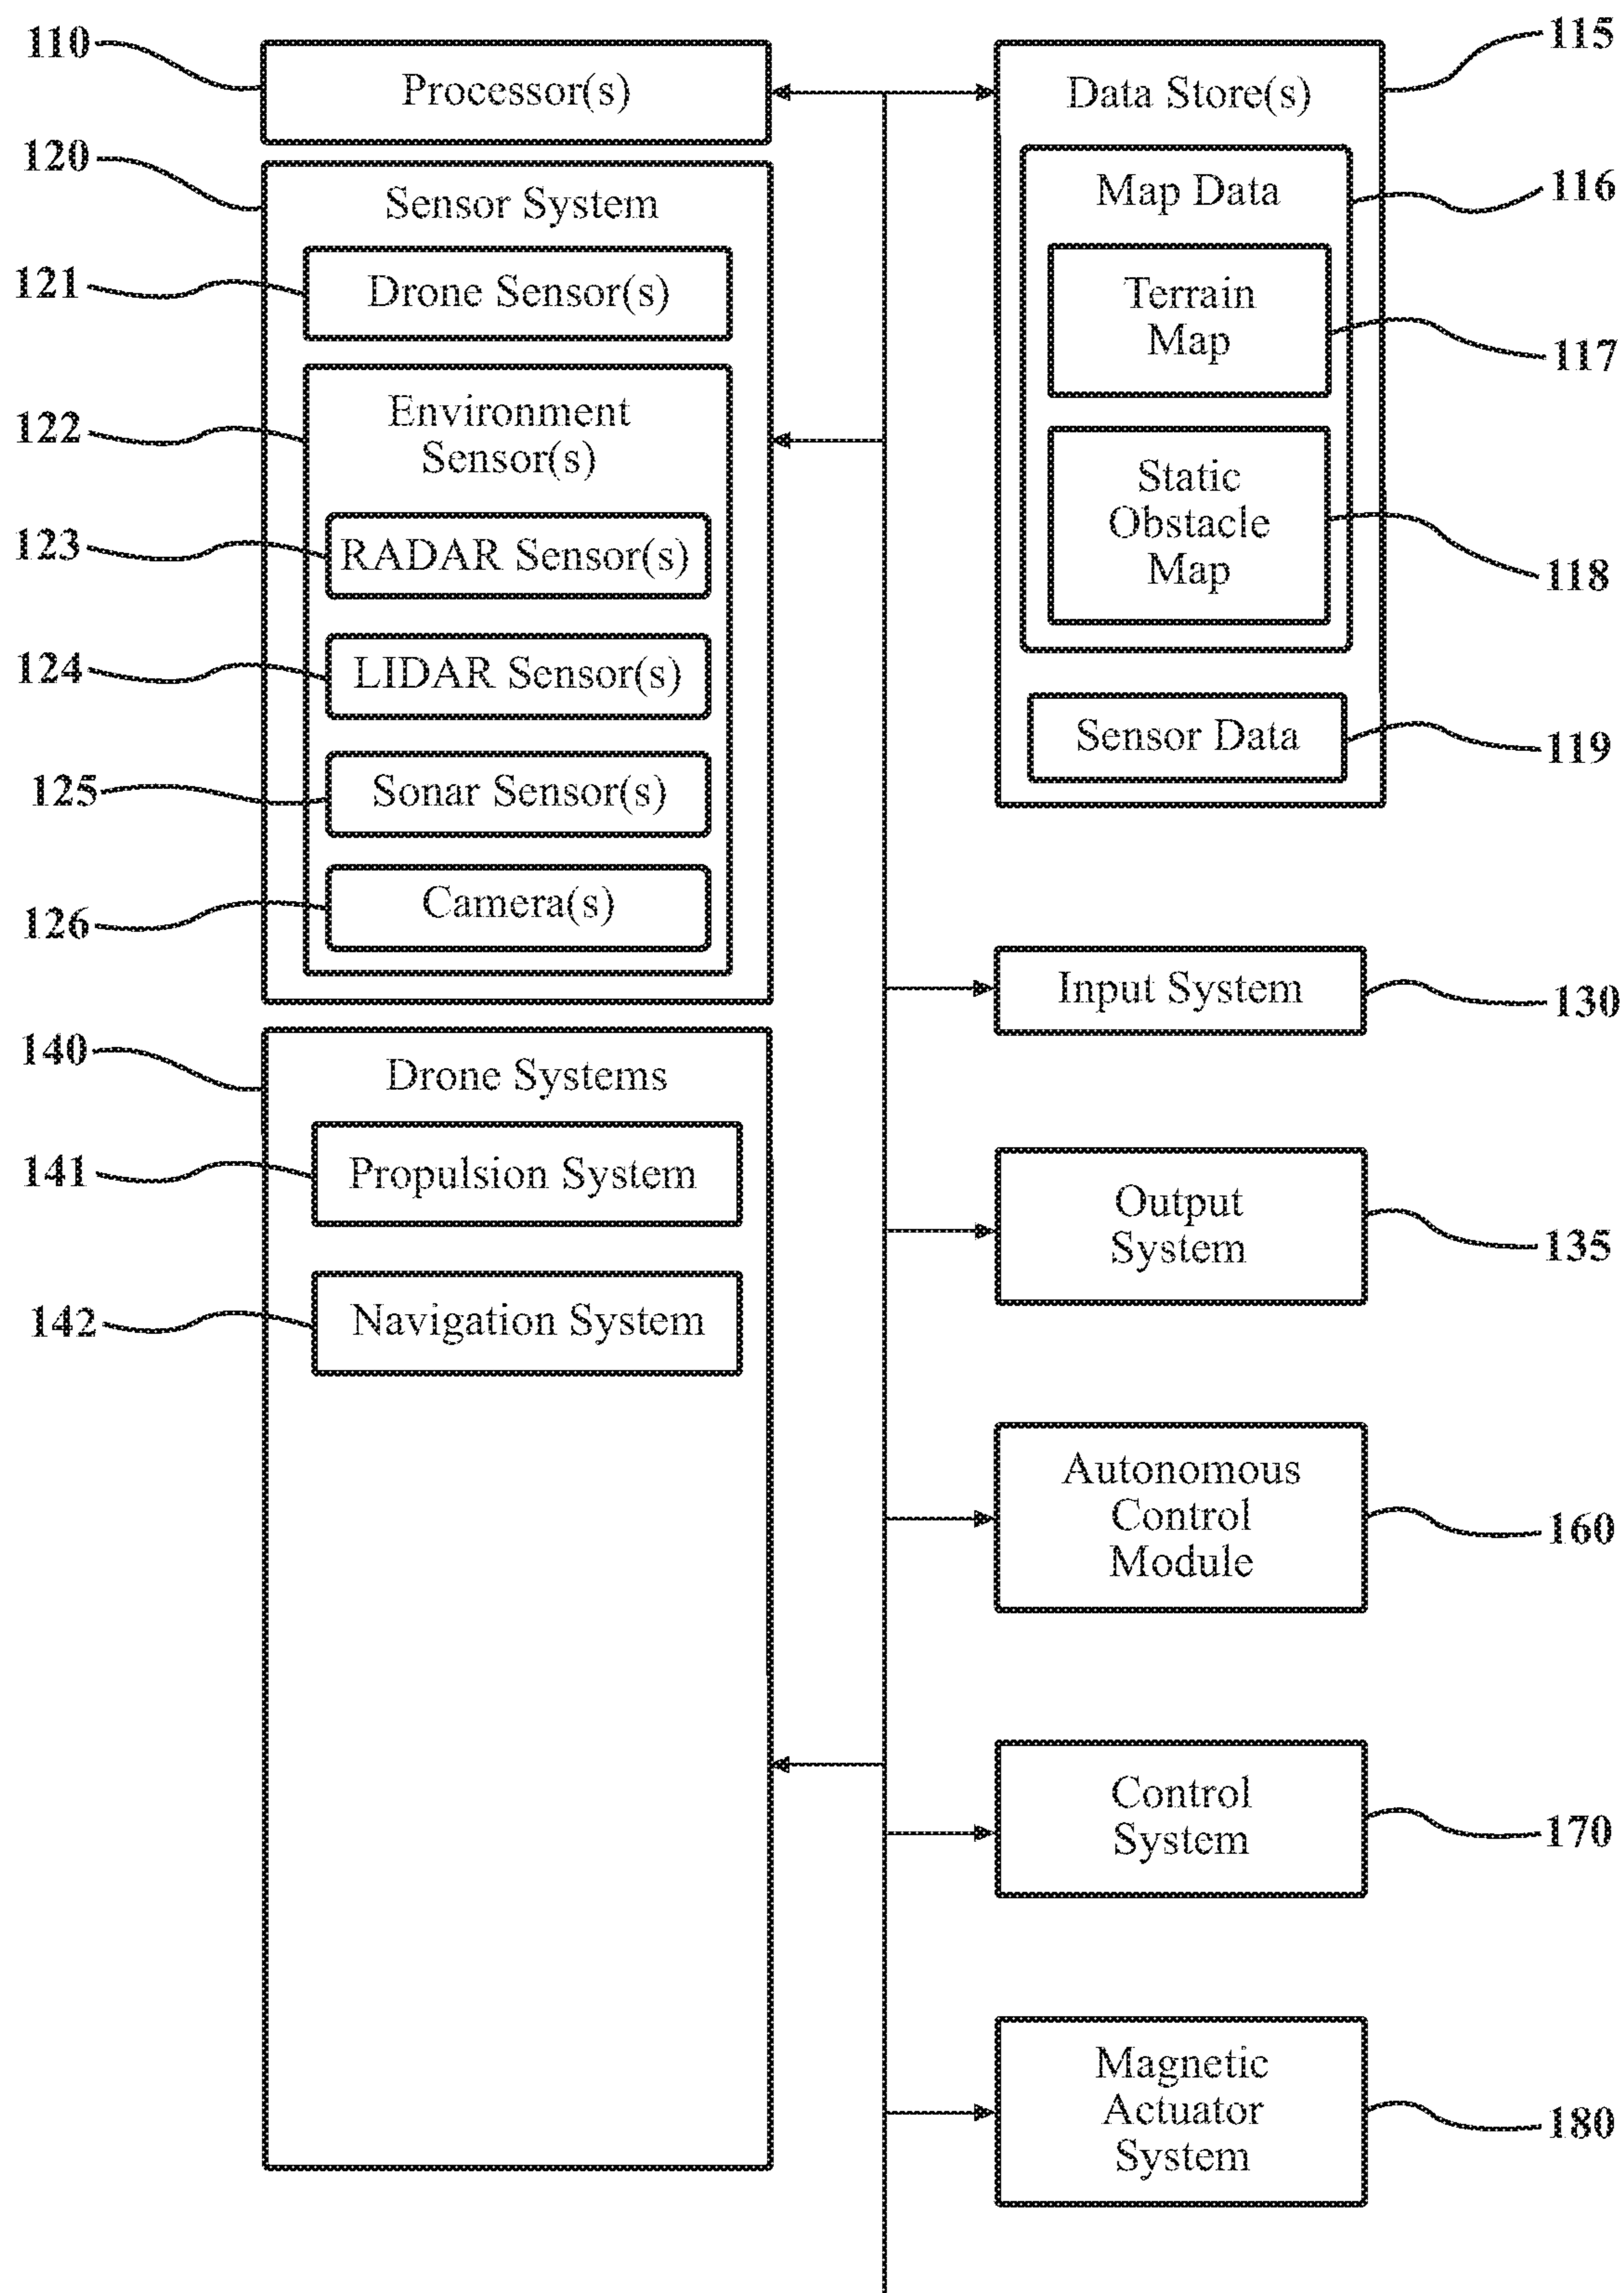 110
Processor(s)
120
Sensor System
121
Drone Sensor(s)
122
Environment
Sensor(s)
123
RADAR Sensor(s)
124
LIDAR Sensor(s)
125
Sonar Sensor(s)
126
Camera(s)
140
Drone Systems
141
Propulsion System
142
Navigation System
115
Data Store(s)
116
Map Data
Terrain
Map
117
Static
Obstacle
Map
118
Sensor Data
119
Input System
130
Output
System
135
Autonomous
Control
Module
160
Control
System
170
Magnetic
Actuator
System
180